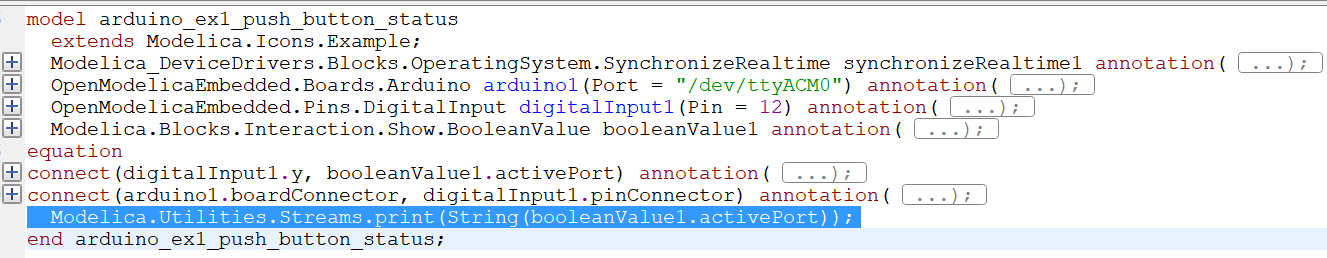 model arduino_ex1_push_button_status
extends Modelica.Icons.Example;
Modelica_DeviceDrivers.Blocks.OperatingSystem.SynchronizeRealtime synchronizeRealtime1 annotation( ...);
OpenModelicaEmbedded.Boards.Arduino arduino1(Port = "/dev/ttyACM0") annotation( ...);
OpenModelicaEmbedded.Pins.DigitalInput digitalInput1(Pin = 12) annotation( ...);
Modelica.Blocks.Interaction.Show.BooleanValue booleanValue1 annotation( ...);
equation
connect(digitalInput1.y, booleanValue1.activePort) annotation( ...);
connect(arduino1.boardConnector, digitalInput1.pinConnector) annotation( ...);
Modelica.Utilities.Streams.print(String(booleanValue1.activePort));
end arduino_ex1_push_button_status;